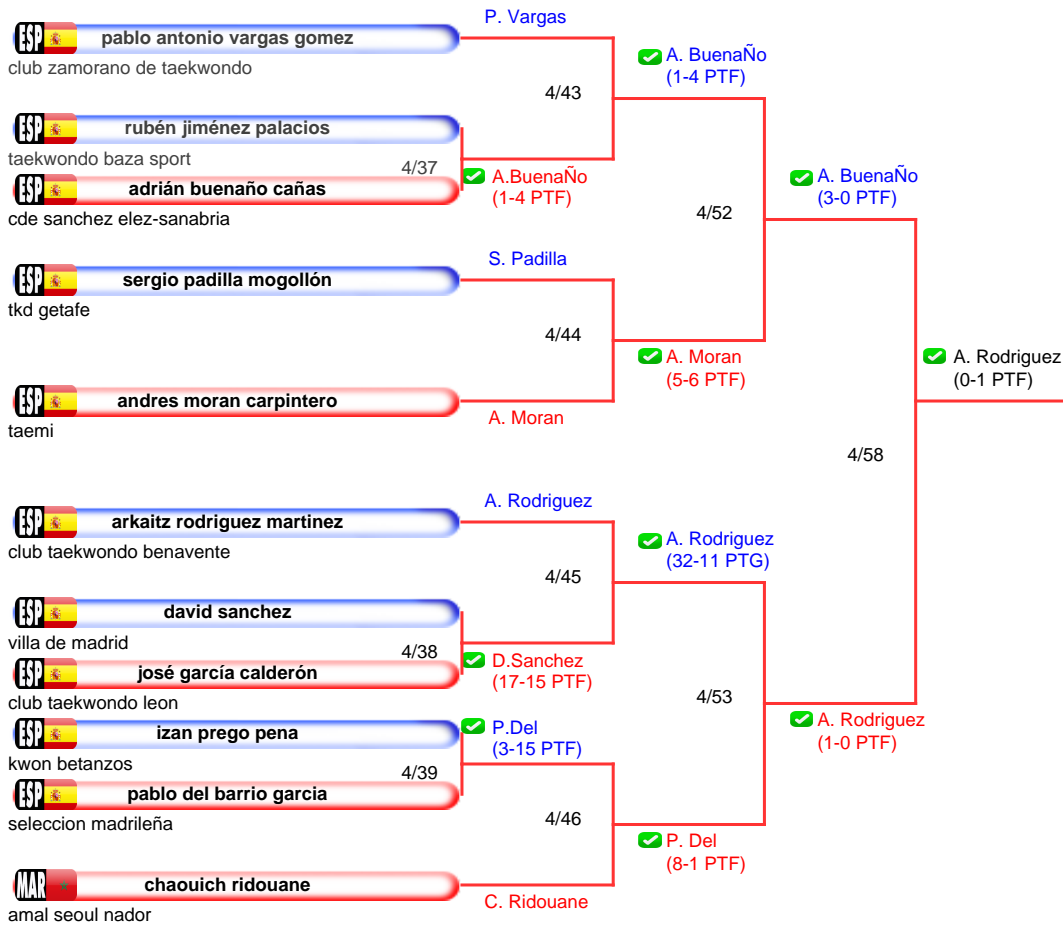 P. Vargas
ESP pablo antonio vargas gomez
club zamorano de taekwondo
A. BuenaÑo
(1-4 PTF)
4/43
ESP rubén jiménez palacios
taekwondo baza sport
4/37
ESP adrián buenaño cañas
cde sanchez elez-sanabria
A.BuenaÑo
(1-4 PTF)
A. BuenaÑo
(3-0 PTF)
4/52
S. Padilla
ESP sergio padilla mogollón
tkd getafe
4/44
A. Moran
(5-6 PTF)
A. Rodriguez
(0-1 PTF)
ESP andres moran carpintero
taemi
A. Moran
4/58
A. Rodriguez
ESP arkaitz rodriguez martinez
club taekwondo benavente
A. Rodriguez
(32-11 PTG)
4/45
ESP david sanchez
villa de madrid
4/38
ESP josé garcía calderón
club taekwondo leon
D.Sanchez
(17-15 PTF)
4/53
A. Rodriguez
(1-0 PTF)
ESP izan prego pena
kwon betanzos
P.Del
(3-15 PTF)
4/39
ESP pablo del barrio garcia
seleccion madrileña
4/46
P. Del
(8-1 PTF)
MAR chaouich ridouane
amal seoul nador
C. Ridouane